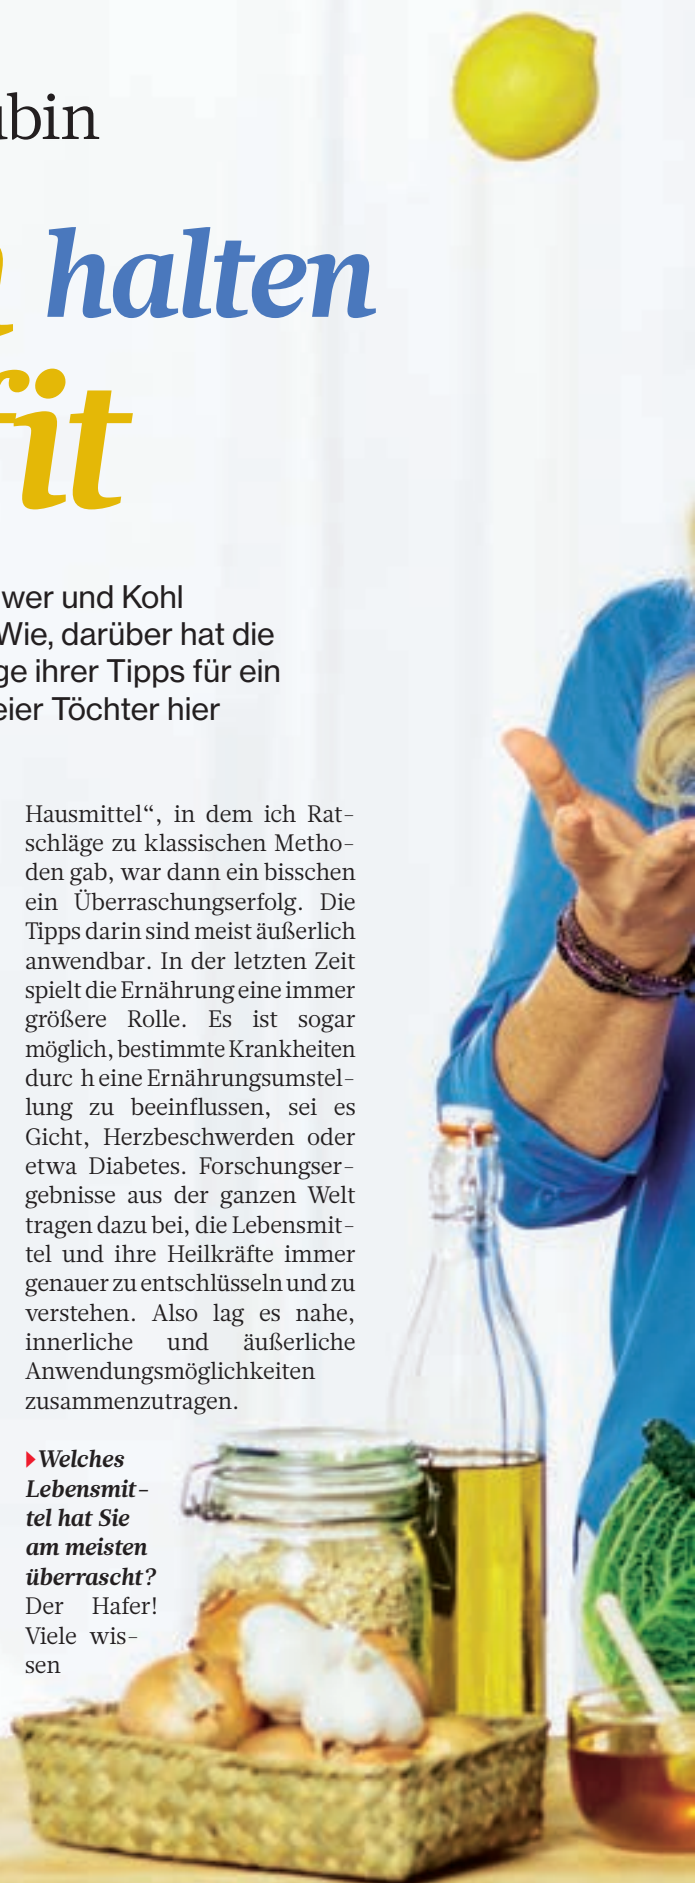 ubin
halten
fit
wer und Kohl
Wie, darüber hat die
ge ihrer Tipps für ein
eier Töchter hier
Hausmittel“, in dem ich Rat-
schläge zu klassischen Metho-
den gab, war dann ein bisschen
ein Überraschungserfolg. Die
Tipps darin sind meist äußerlich
anwendbar. In der letzten Zeit
spielt die Ernährung eine immer
größere Rolle. Es ist sogar
möglich, bestimmte Krankheiten
durc h eine Ernährungsumstel-
lung zu beeinflussen, sei es
Gicht, Herzbeschwerden oder
etwa Diabetes. Forschungser-
gebnisse aus der ganzen Welt
tragen dazu bei, die Lebensmit-
tel und ihre Heilkräfte immer
genauer zu entschlüsseln und zu
verstehen. Also lag es nahe,
innerliche und äußerliche
Anwendungsmöglichkeiten
zusammenzutragen.
Welches
Lebensmit-
tel hat Sie
am meisten
überrascht?
Der Hafer!
Viele wis-
sen